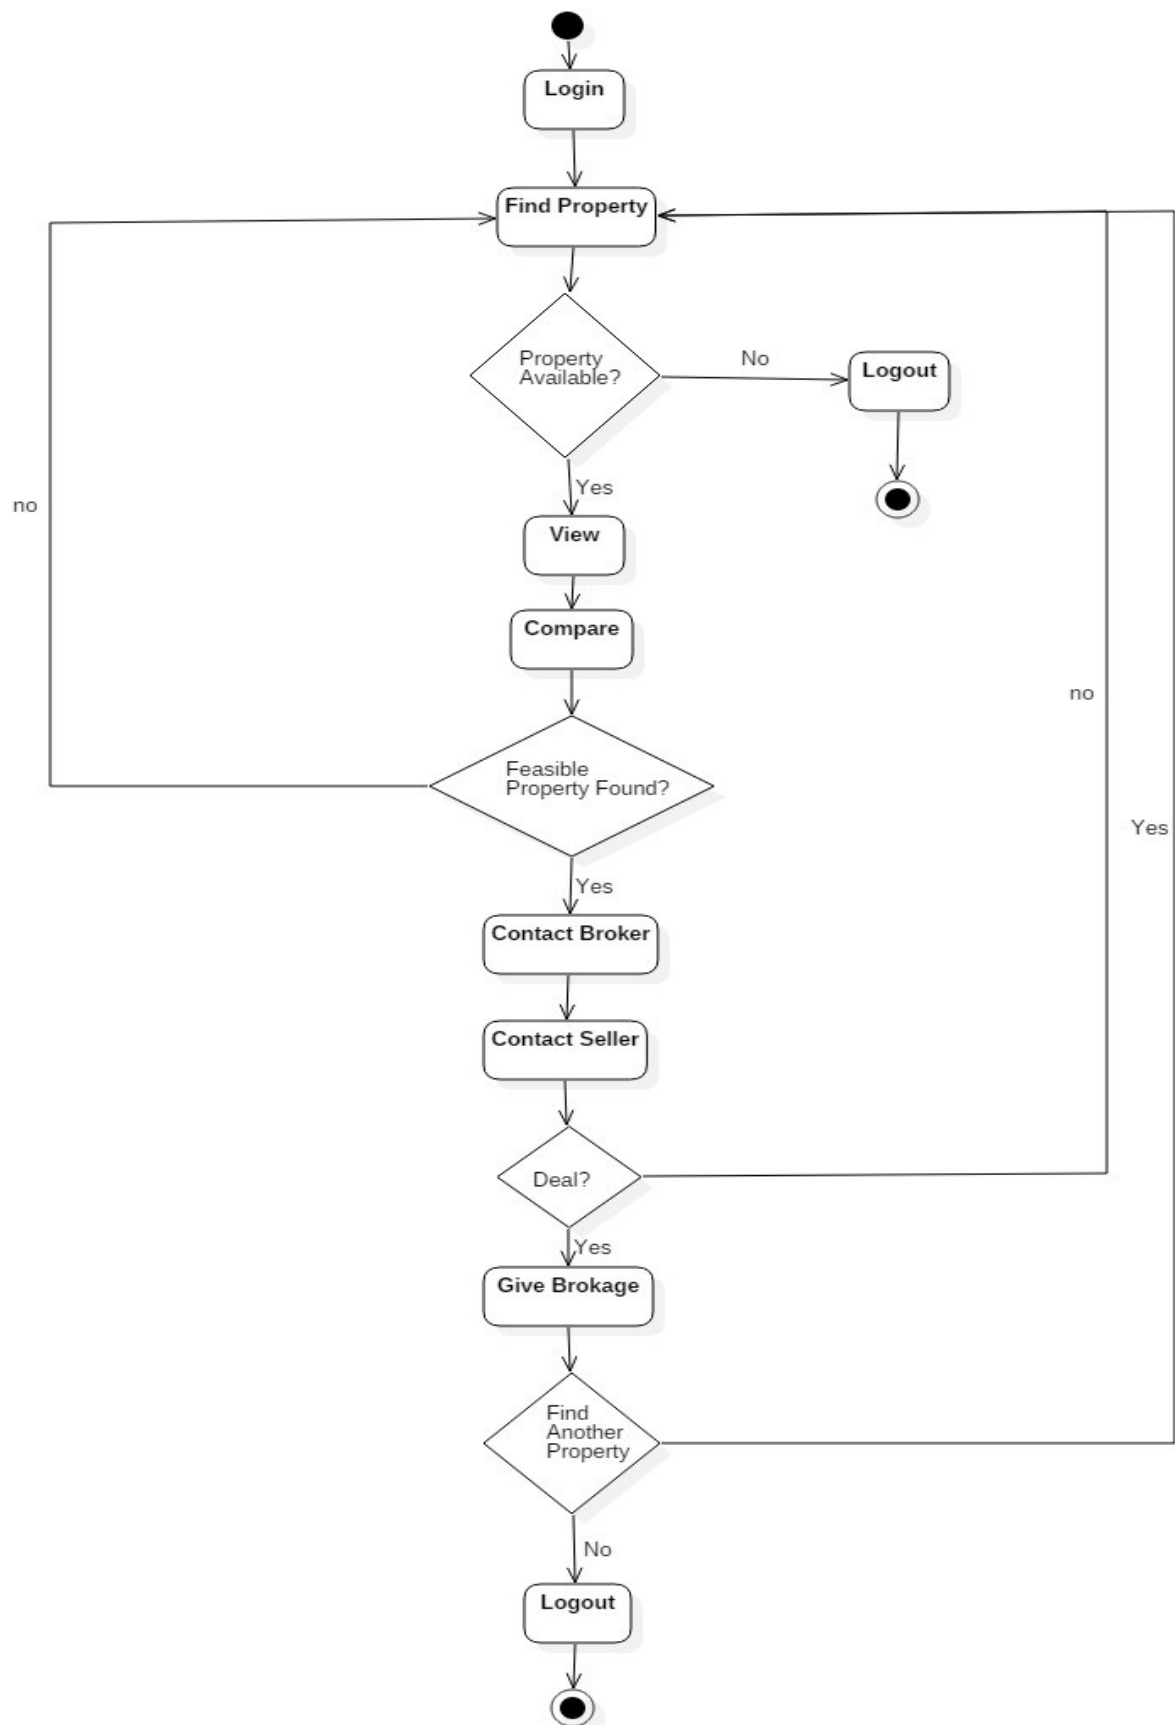 Login
Find Property
Property
Available?
No
Logout
no
Yes
View
Compare
no
Feasible
Property Found?
Yes
Yes
Contact Broker
Contact Seller
Deal?
Yes
Give Brokage
Find
Another
Property
No
Logout